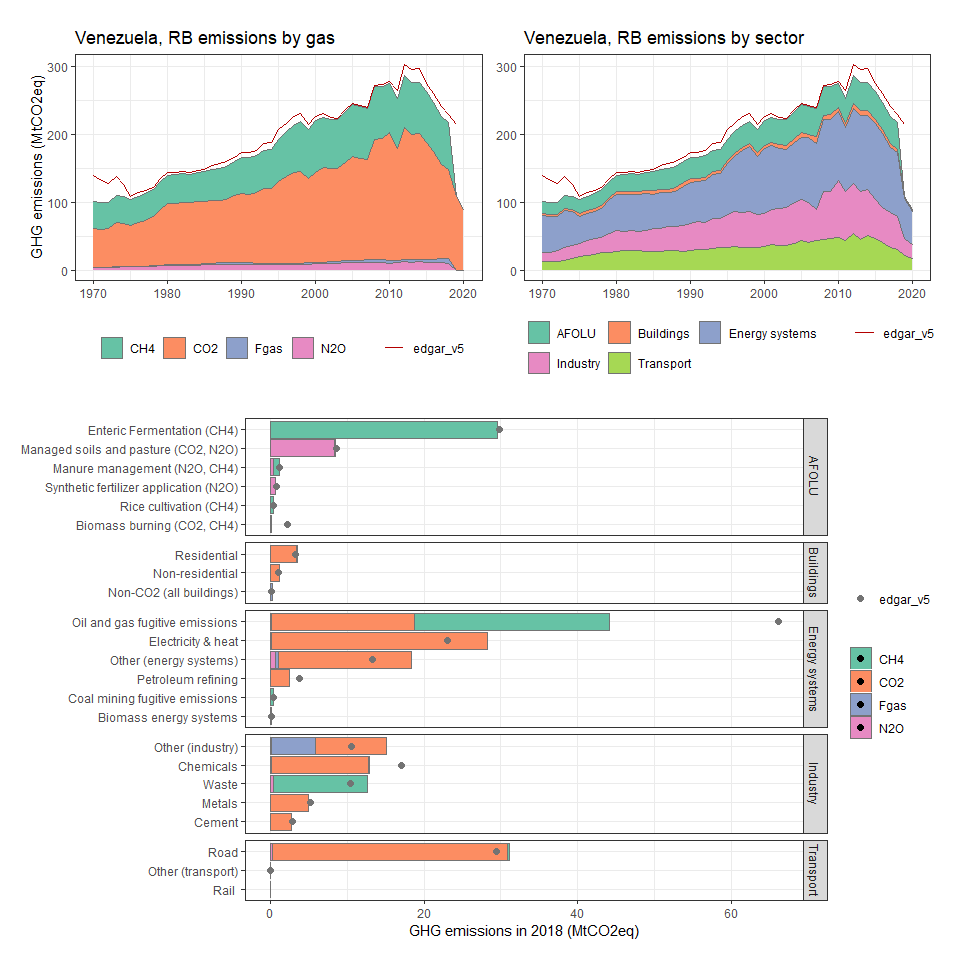 Venezuela, RB emissions by gas
GHG emissions (MtCO2eq)
300
200
100
0
1970
1980
1990
2000
2010
2020
CH4
CO2
Fgas
N2O
edgar_v5
Venezuela, RB emissions by sector
300
200
100
0
1970
1980
1990
2000
2010
2020
AFOLU
Buildings
Energy systems
edgar_v5
Industry
Transport
Enteric Fermentation (CH4)
Managed soils and pasture (CO2, N2O)
Manure management (N2O, CH4)
Synthetic fertilizer application (N2O)
Rice cultivation (CH4)
Biomass burning (CO2, CH4)
AFOLU
Residential
Non-residential
Non-CO2 (all buildings)
Buildings
Oil and gas fugitive emissions
Electricity & heat
Other (energy systems)
Petroleum refining
Coal mining fugitive emissions
Biomass energy systems
Energy systems
Other (industry)
Chemicals
Waste
Metals
Cement
Industry
Road
Other (transport)
Rail
Transport
0
20
40
60
GHG emissions in 2018 (MtCO2eq)
edgar_v5
CH4
CO2
Fgas
N2O